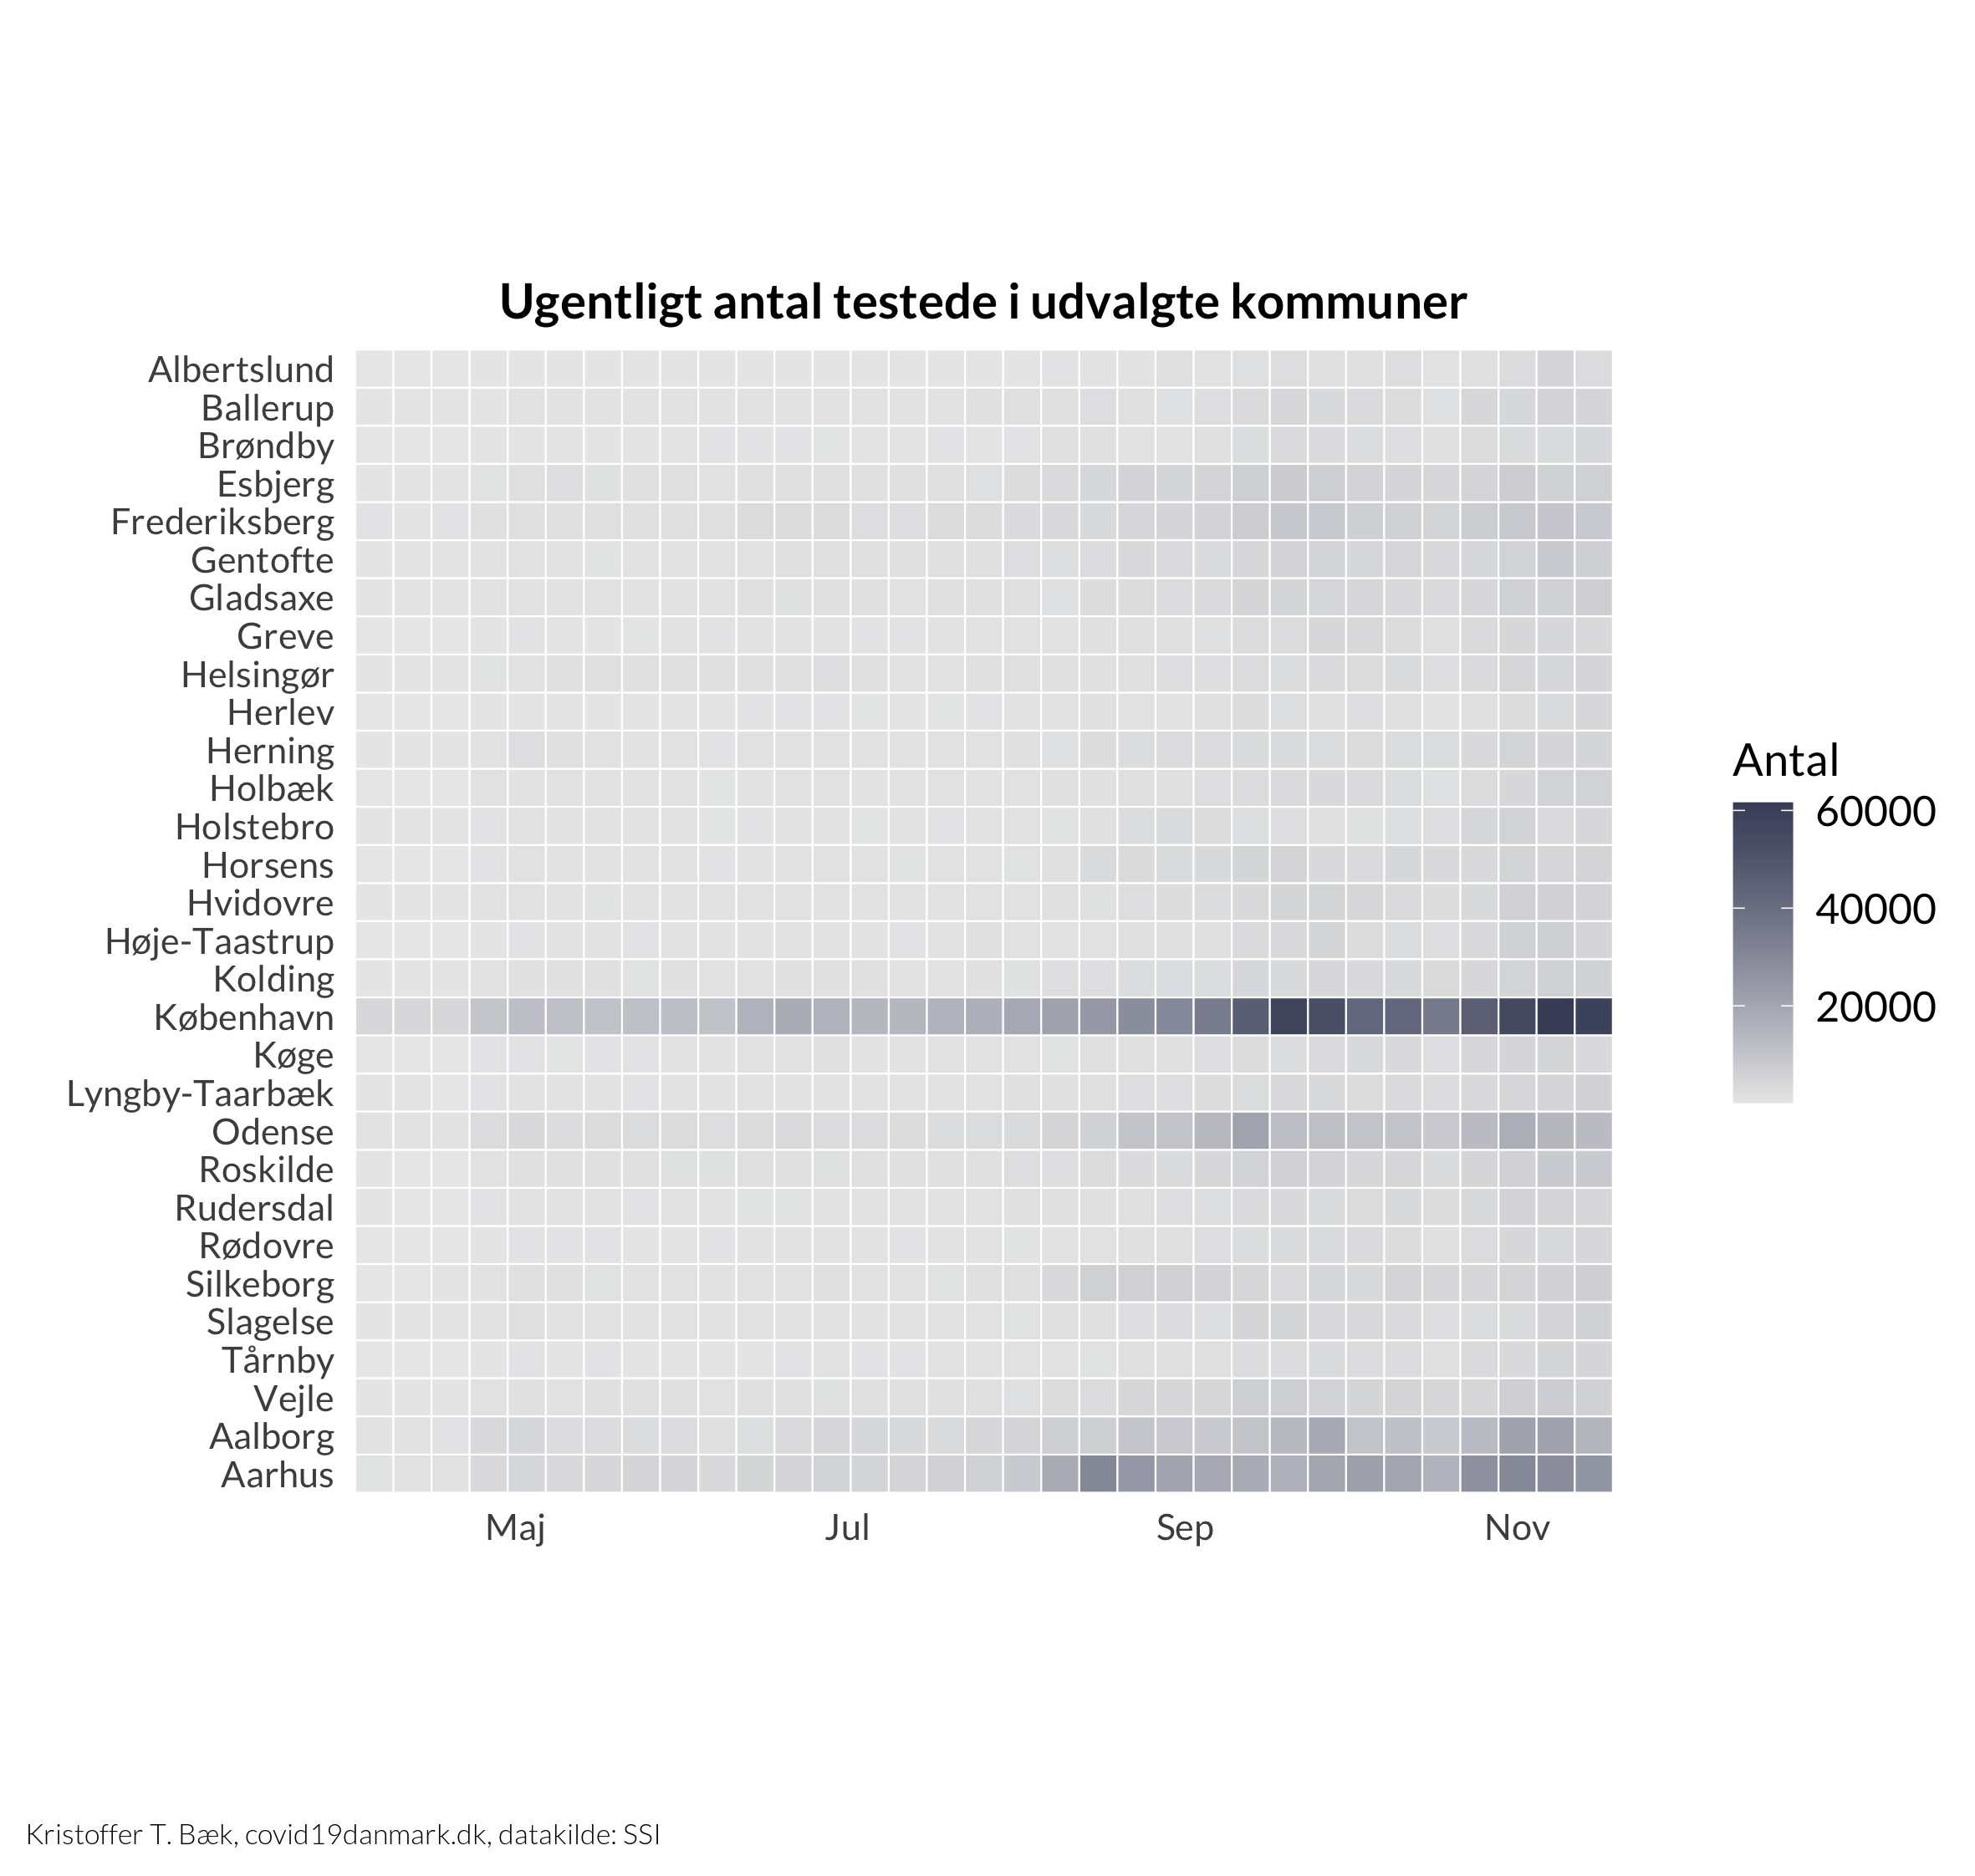 Ugentligt antal testede i udvalgte kommuner
Albertslund
Ballerup
Brøndby
Esbjerg
Frederiksberg
Gentofte
Gladsaxe
Greve
Helsingør
Herlev
Herning
Holbæk
Holstebro
Horsens
Hvidovre
Høje-Taastrup
Kolding
København
Køge
Lyngby-Taarbæk
Odense
Roskilde
Rudersdal
Rødovre
Silkeborg
Slagelse
Tårnby
Vejle
Aalborg
Aarhus
Maj Jul Sep Nov
Antal
60000
40000
20000
Kristoffer T. Bæk, covid19danmark.dk, datakilde: SSI